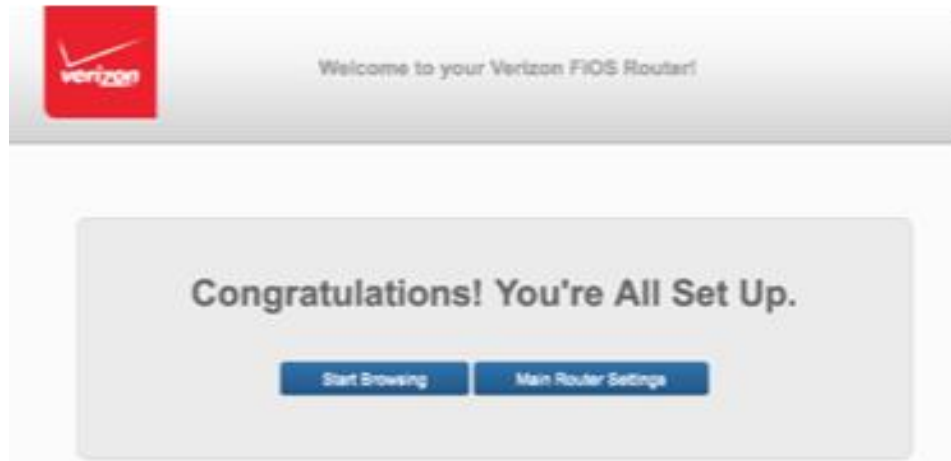 verizon
Welcome to your Verizon FiOS Router!
Congratulations! You're All Set Up.
Start Browsing Main Router Settings